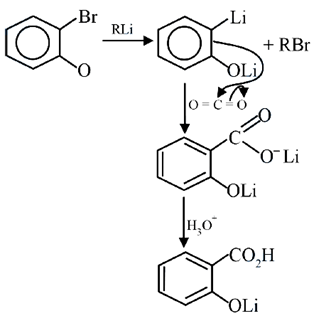 Br
O
RLi
Li
OLi
+ RBr
O = C = O
C
O
O⁻ Li
OLi
H₃O⁻
CO₂H
OLi